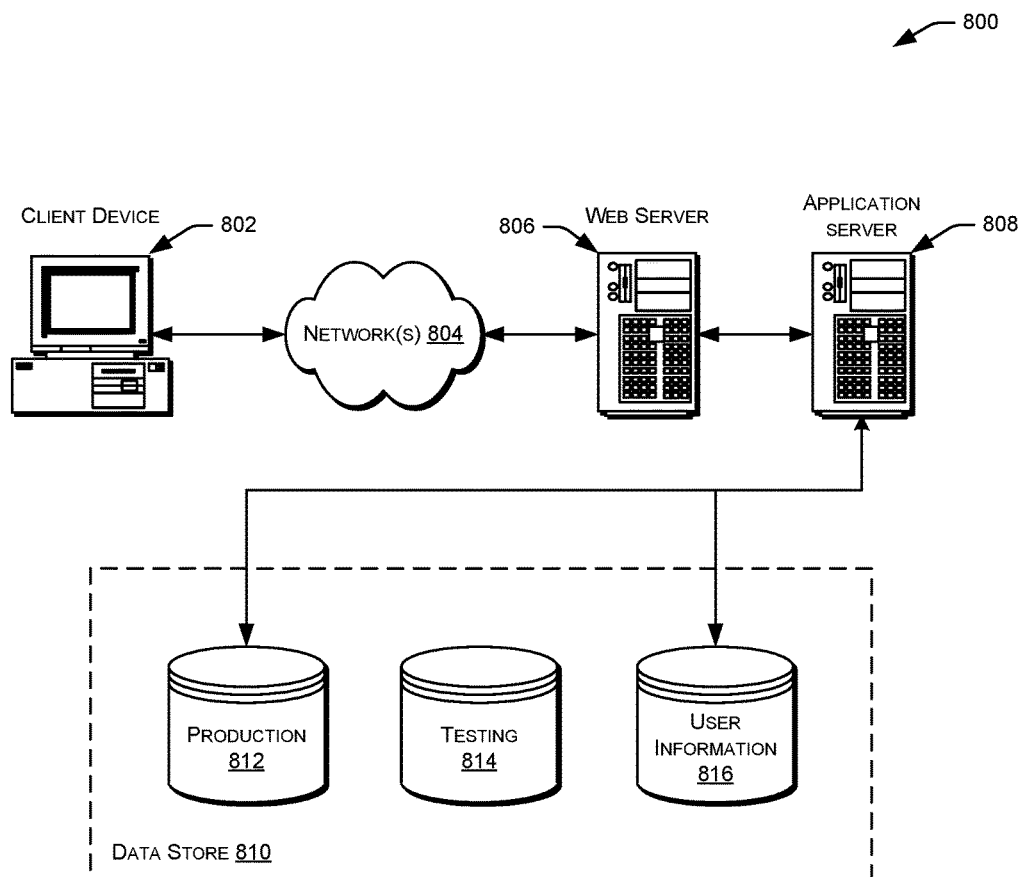 800
CLIENT DEVICE
802
NETWORK(S) 804
806
WEB SERVER
APPLICATION
SERVER
808
PRODUCTION
812
TESTING
814
USER
INFORMATION
816
DATA STORE 810